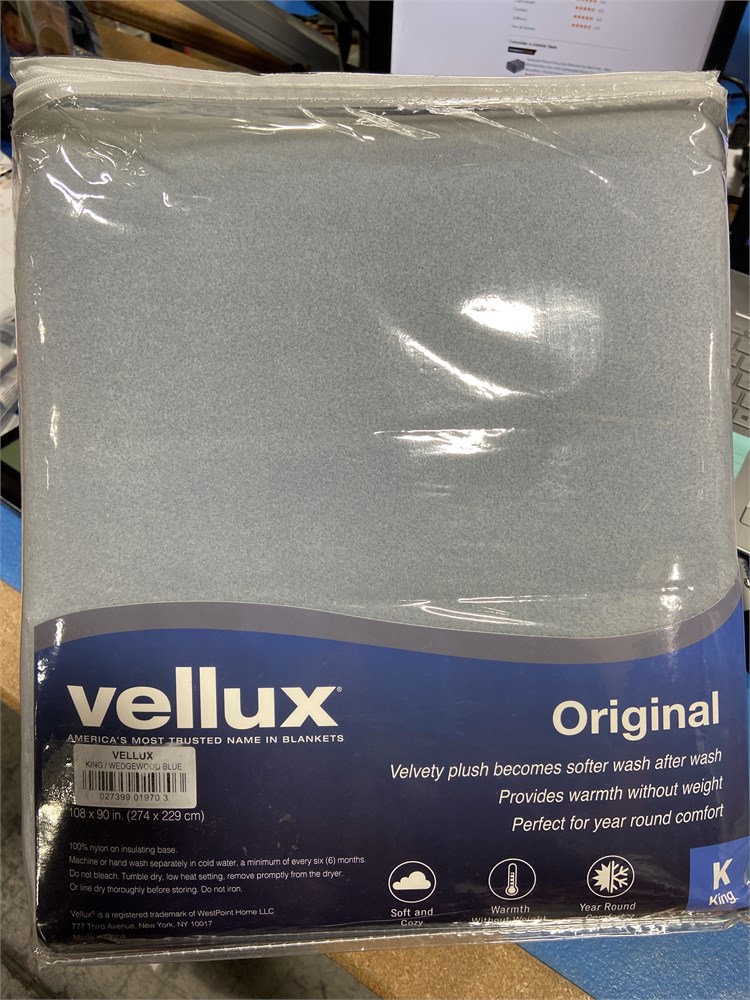 Consider a similar item
vellux®
AMERICA'S MOST TRUSTED NAME IN BLANKETS
VELLUX
KING / WEDGEWOOD BLUE
027399 01970 3
108 x 90 in. (274 x 229 cm)
100% nylon on insulating base.
Machine or hand wash separately in cold water, a minimum of every six (6) months.
Do not bleach. Tumble dry, low heat setting, remove promptly from the dryer.
Or line dry thoroughly before storing. Do not iron.
Vellux® is a registered trademark of WestPoint Home LLC
777 Third Avenue, New York, NY 10017
Original
Velvety plush becomes softer wash after wash
Provides warmth without weight
Perfect for year round comfort
Soft and
Cozy
Warmth
Without Weight
Year Round
K
King